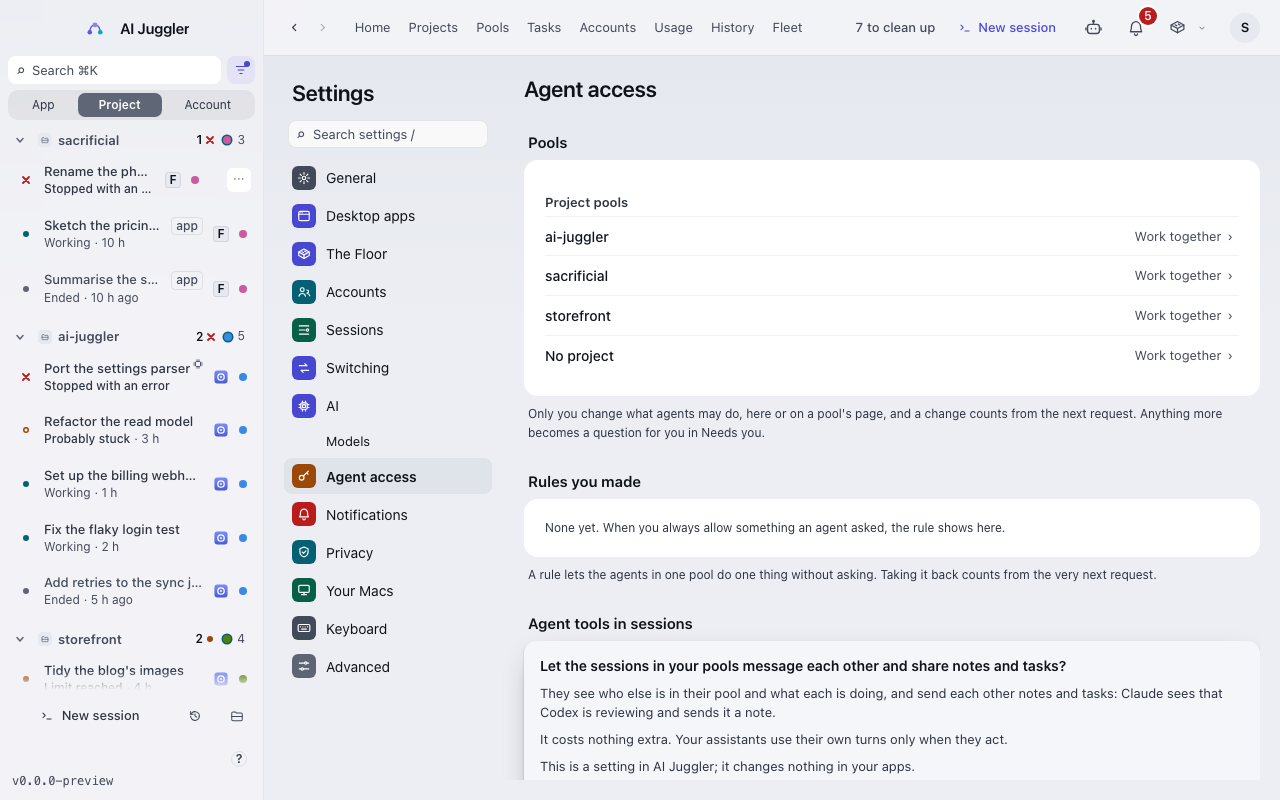 AI Juggler
Search ⌘K
App
Project
Account
sacrificial
1
3
Rename the ph...
Stopped with an ...
F
Sketch the pricin...
app
Working · 10 h
F
Summarise the s...
app
Ended · 10 h ago
F
ai-juggler
2
5
Port the settings parser
Stopped with an error
Refactor the read model
Probably stuck · 3 h
Set up the billing webh...
Working · 1 h
Fix the flaky login test
Working · 2 h
Add retries to the sync j...
Ended · 5 h ago
storefront
2
4
Tidy the blog's images
Limit reached · 4 h
New session
?
v0.0.0-preview
Home
Projects
Pools
Tasks
Accounts
Usage
History
Fleet
7 to clean up
New session
5
S
Settings
Search settings /
General
Desktop apps
The Floor
Accounts
Sessions
Switching
AI
Models
Agent access
Notifications
Privacy
Your Macs
Keyboard
Advanced
Agent access
Pools
Project pools
ai-juggler
Work together ›
sacrificial
Work together ›
storefront
Work together ›
No project
Work together ›
Only you change what agents may do, here or on a pool's page, and a change counts from the next request. Anything more
becomes a question for you in Needs you.
Rules you made
None yet. When you always allow something an agent asked, the rule shows here.
A rule lets the agents in one pool do one thing without asking. Taking it back counts from the very next request.
Agent tools in sessions
Let the sessions in your pools message each other and share notes and tasks?
They see who else is in their pool and what each is doing, and send each other notes and tasks: Claude sees that
Codex is reviewing and sends it a note.
It costs nothing extra. Your assistants use their own turns only when they act.
This is a setting in AI Juggler; it changes nothing in your apps.